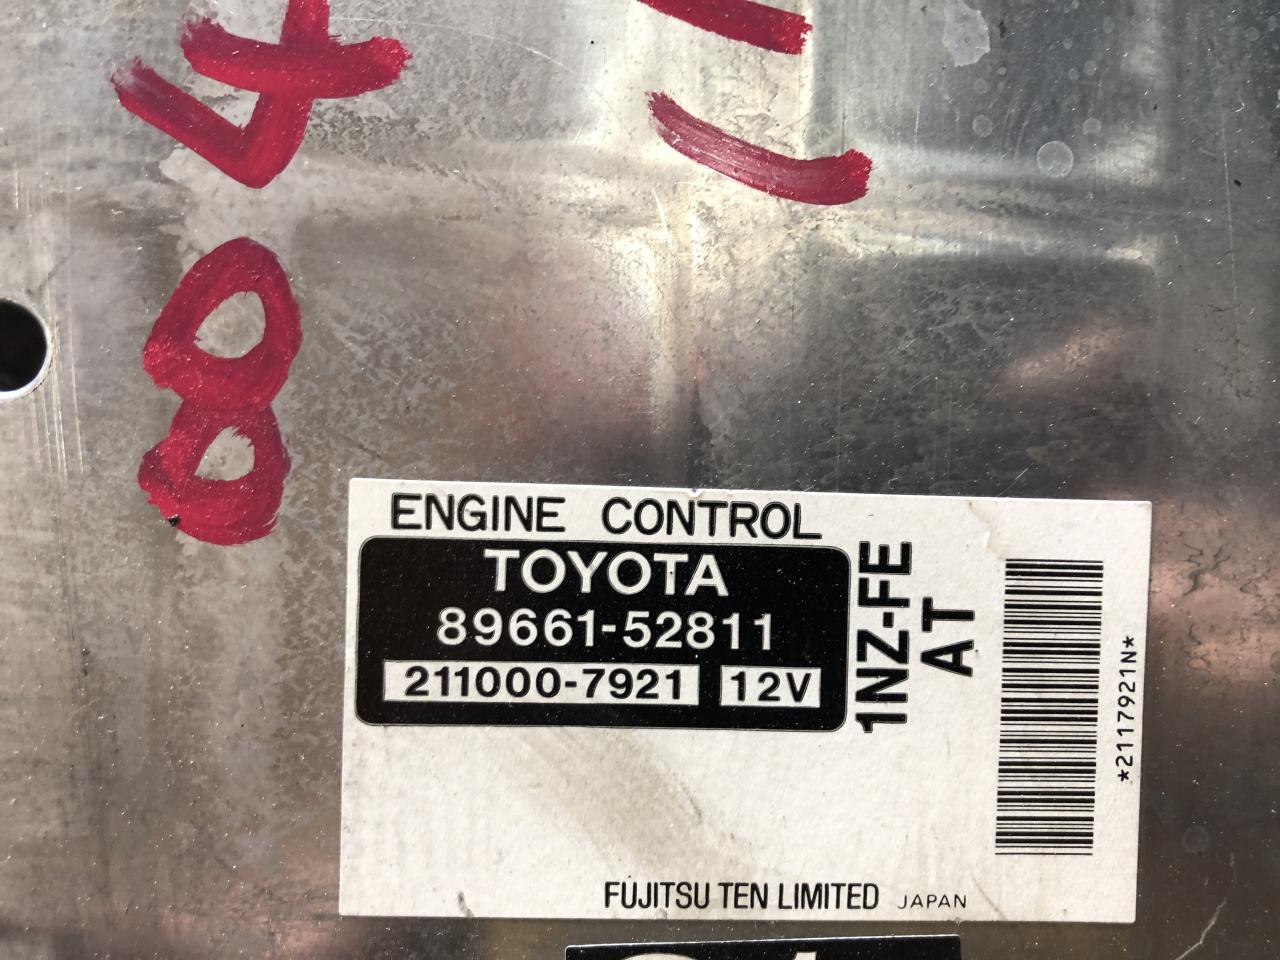 ENGINE CONTROL
TOYOTA
89661-52811
211000-7921 12V
1NZ-FE
AT
*2117921N*
FUJITSU TEN LIMITED JAPAN